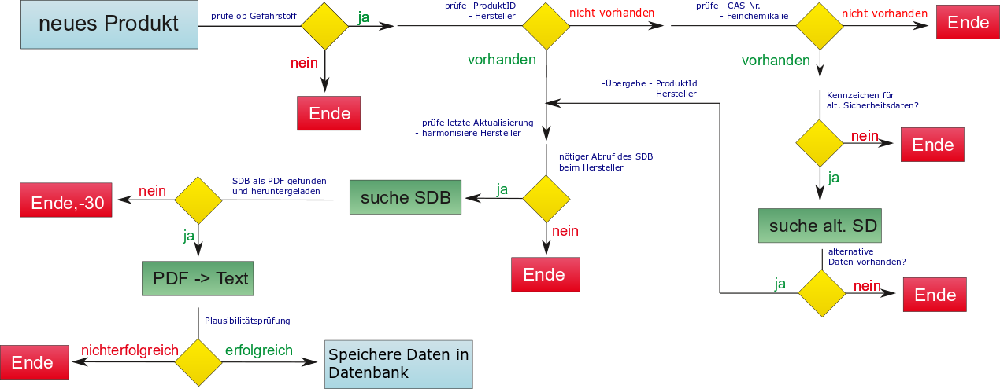 neues Produkt
prüfe ob Gefahrstoff
ja
nein
Ende
prüfe -ProduktID
- Hersteller
nicht vorhanden
vorhanden
prüfe - CAS-Nr.
- Feinchemikalie
nicht vorhanden
Ende
vorhanden
-Übergebe - ProduktId
- Hersteller
Kennzeichen für
alt. Sicherheitsdaten?
nein
Ende
ja
suche alt. SD
alternative
Daten vorhanden?
nein
Ende
ja
- prüfe letzte Aktualisierung
- harmonisiere Hersteller
nötiger Abruf des SDB
beim Hersteller
nein
Ende
ja
suche SDB
SDB als PDF gefunden
und heruntergeladen
nein
Ende,-30
ja
PDF -> Text
Plausibilitätsprüfung
nichterfolgreich
Ende
erfolgreich
Speichere Daten in
Datenbank